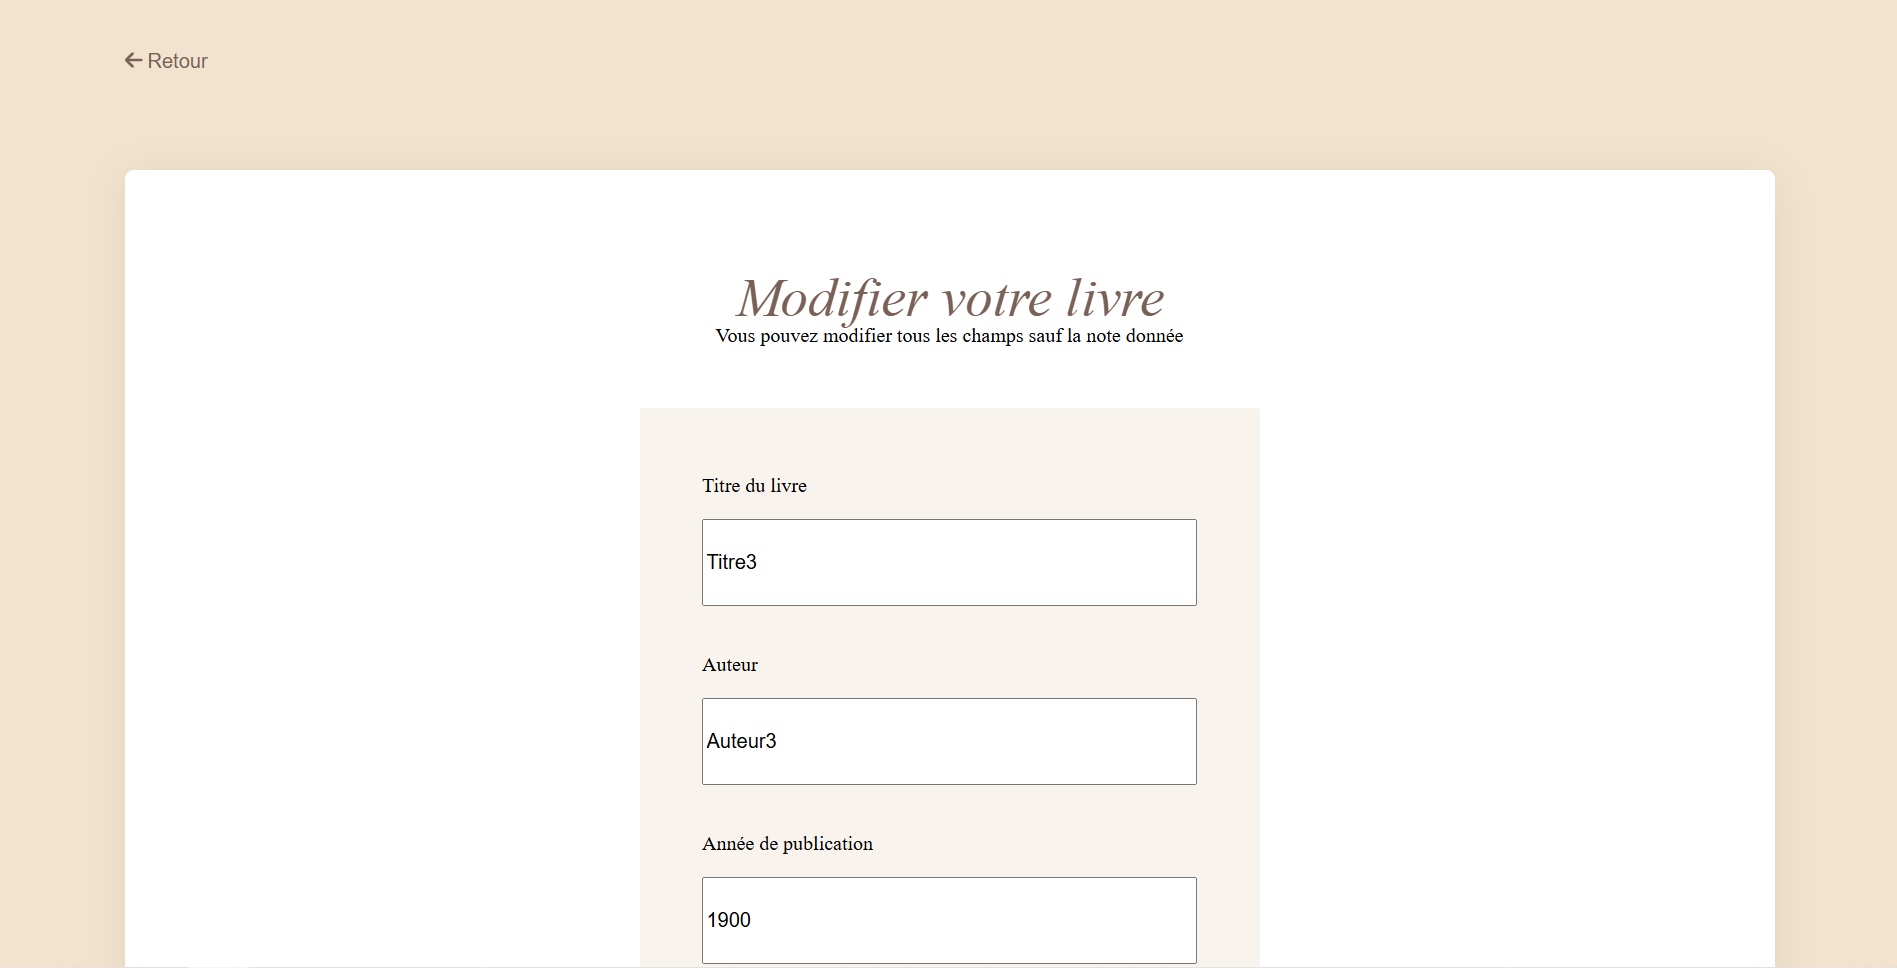 Retour
Modifier votre livre
Vous pouvez modifier tous les champs sauf la note donnée
Titre du livre
Titre3
Auteur
Auteur3
Année de publication
1900